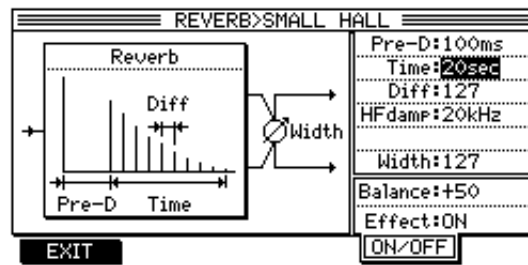 REVERB>SMALL HALL
Reverb
Diff
Width
Pre-D
Time
Pre-D:100ms
Time:20sec
Diff:127
HFdamp:20kHz
Width:127
Balance:+50
Effect:ON
EXIT
ON/OFF